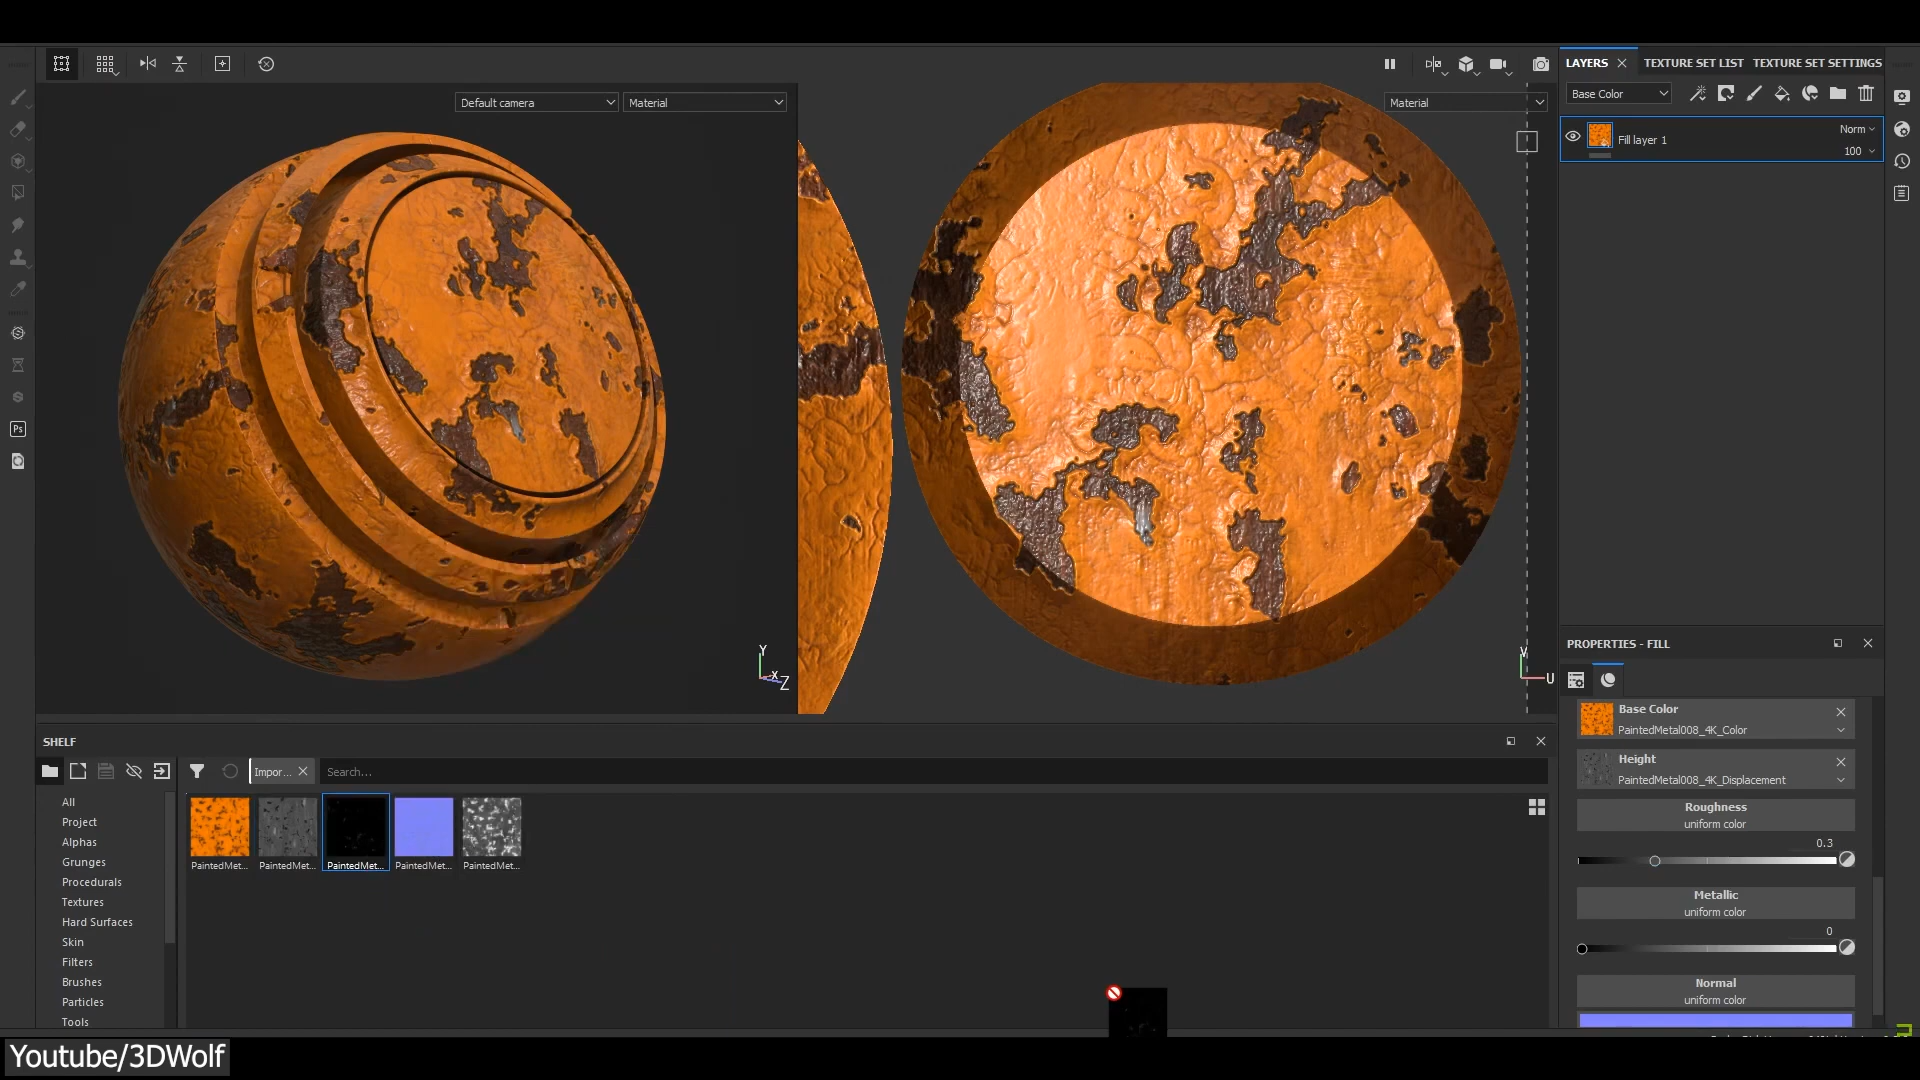 LAYERS
TEXTURE SET LIST
TEXTURE SET SETTINGS
Default camera
Material
Material
Base Color
Norm
Fill layer 1
100
Ps
Y
X
Z
V
U
PROPERTIES - FILL
Base Color
PaintedMetal008_4K_Color
Height
PaintedMetal008_4K_Displacement
Roughness
uniform color
0.3
Metallic
uniform color
0
Normal
uniform color
SHELF
Impor...
Search...
All
Project
Alphas
Grunges
Procedurals
Textures
Hard Surfaces
Skin
Filters
Brushes
Particles
Tools
PaintedMet...
PaintedMet...
PaintedMet...
PaintedMet...
PaintedMet...
Youtube/3DWolf